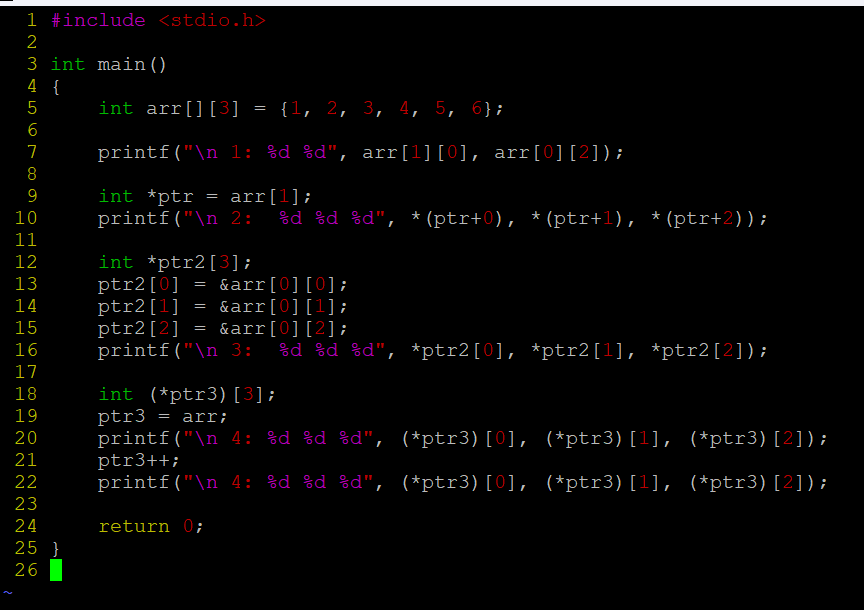 1 #include <stdio.h>
2
3 int main()
4 {
5     int arr[][3] = {1, 2, 3, 4, 5, 6};
6
7     printf("\n 1: %d %d", arr[1][0], arr[0][2]);
8
9     int *ptr = arr[1];
10     printf("\n 2:  %d %d %d", *(ptr+0), *(ptr+1), *(ptr+2));
11
12     int *ptr2[3];
13     ptr2[0] = &arr[0][0];
14     ptr2[1] = &arr[0][1];
15     ptr2[2] = &arr[0][2];
16     printf("\n 3:  %d %d %d", *ptr2[0], *ptr2[1], *ptr2[2]);
17
18     int (*ptr3)[3];
19     ptr3 = arr;
20     printf("\n 4: %d %d %d", (*ptr3)[0], (*ptr3)[1], (*ptr3)[2]);
21     ptr3++;
22     printf("\n 4: %d %d %d", (*ptr3)[0], (*ptr3)[1], (*ptr3)[2]);
23
24     return 0;
25 }
26
~